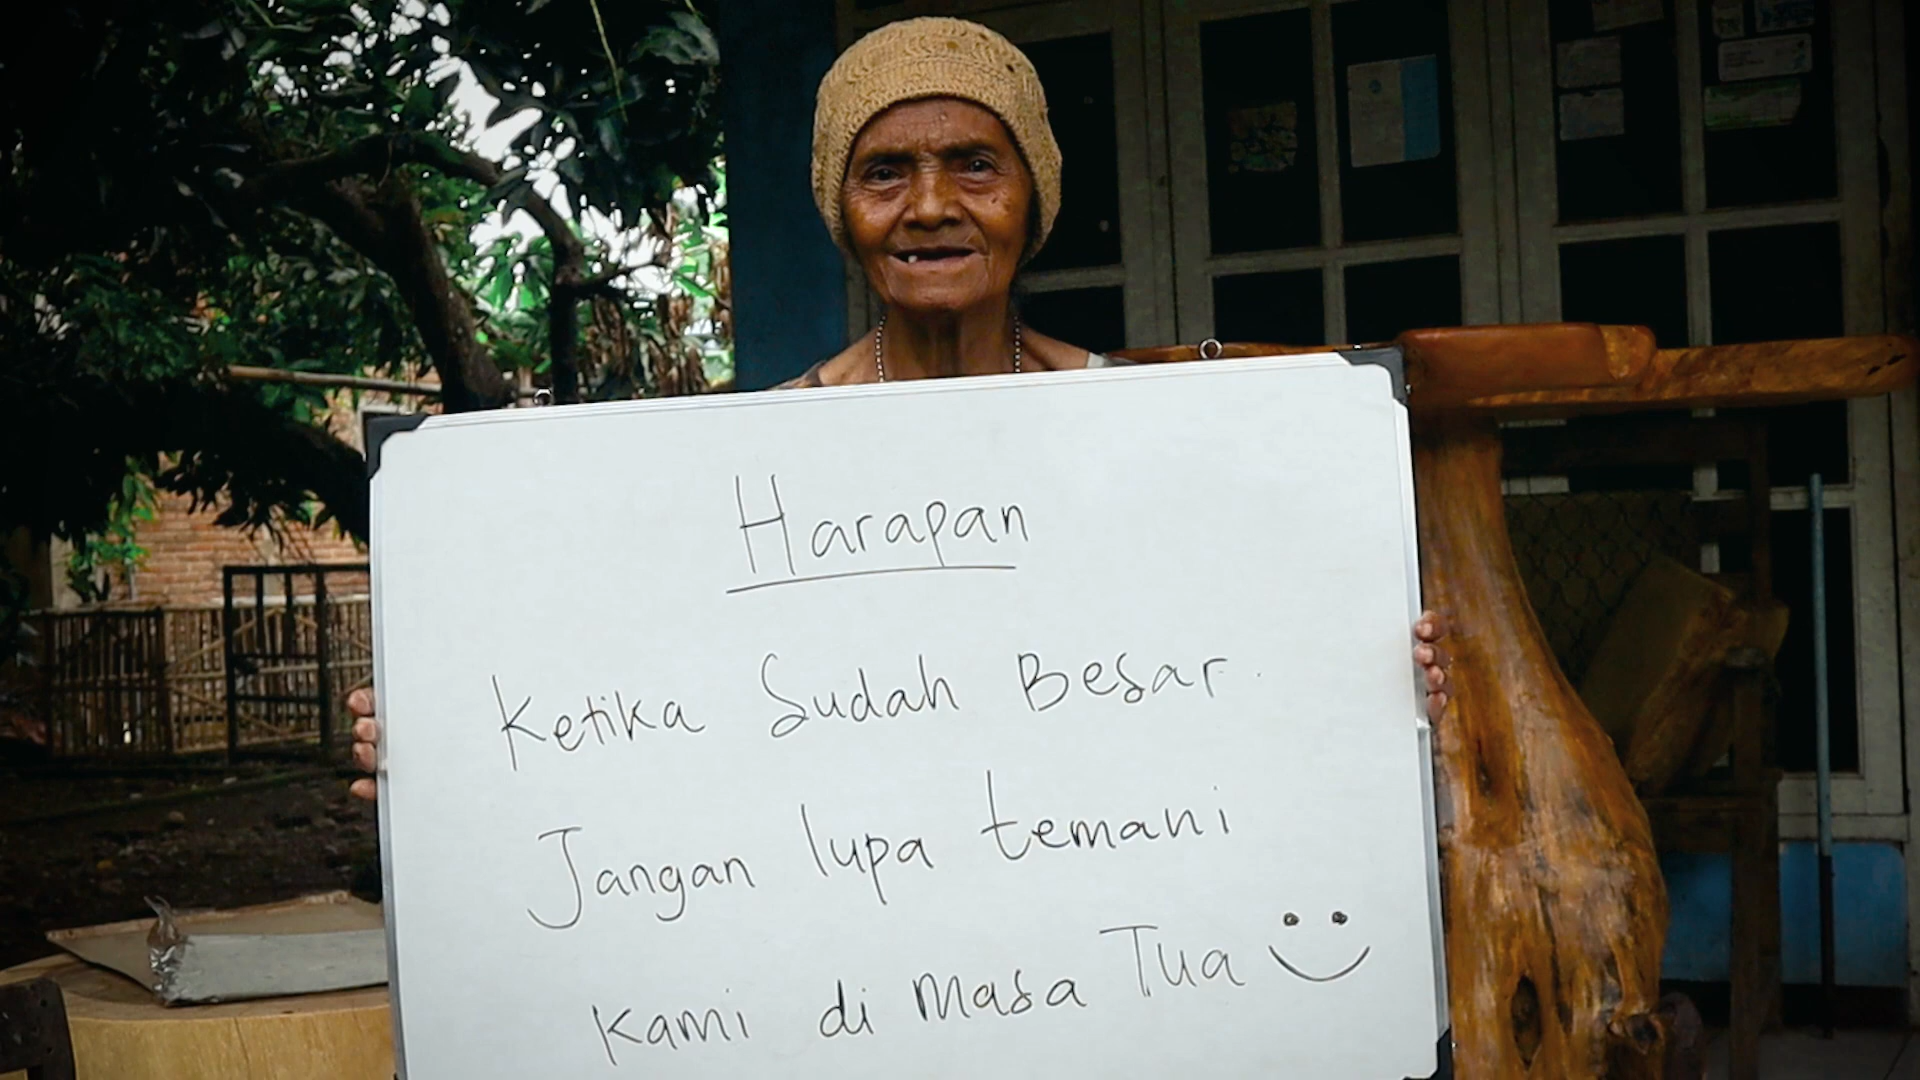 Harapan
Ketika Sudah Besar.
Jangan lupa temani
Kami di Masa Tua